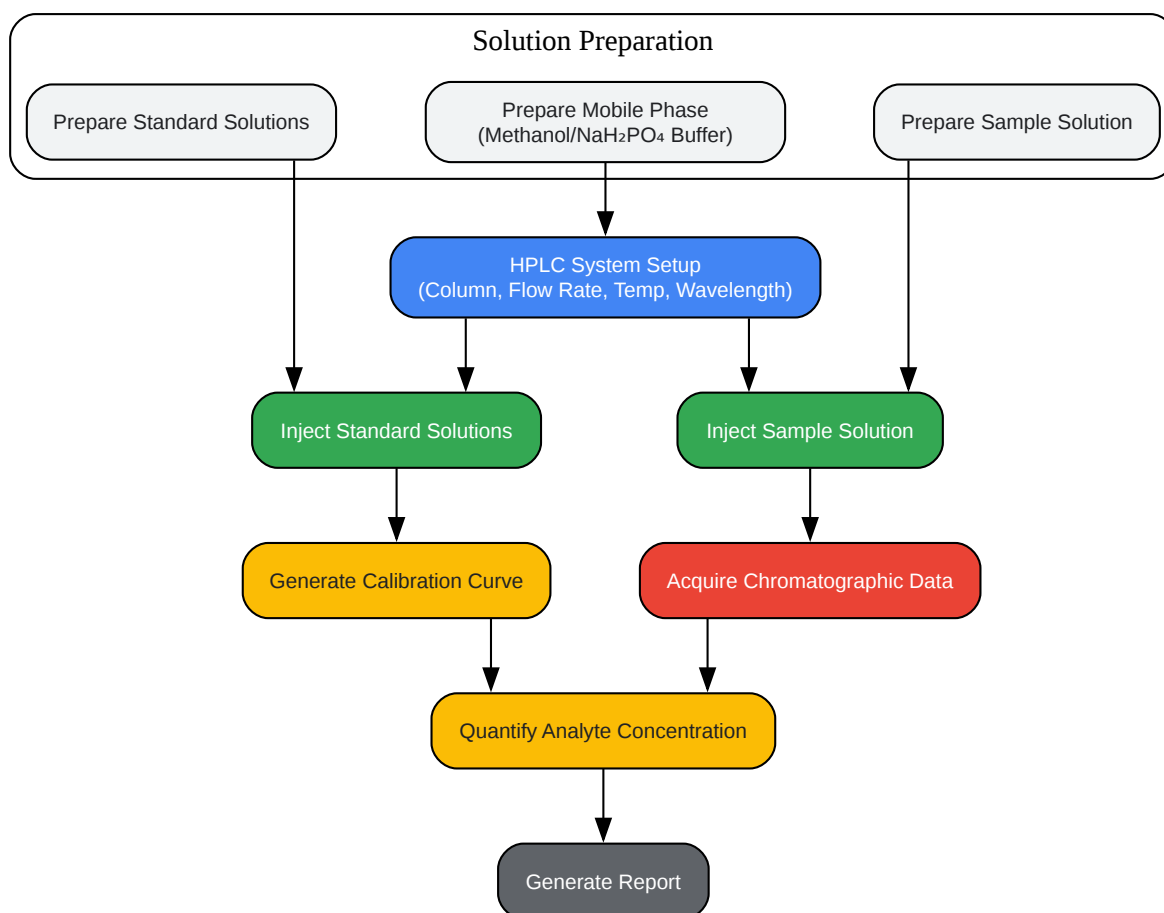 Solution Preparation
Prepare Standard Solutions
Prepare Mobile Phase
(Methanol/NaH₂PO₄ Buffer)
Prepare Sample Solution
HPLC System Setup
(Column, Flow Rate, Temp, Wavelength)
Inject Standard Solutions
Inject Sample Solution
Generate Calibration Curve
Acquire Chromatographic Data
Quantify Analyte Concentration
Generate Report